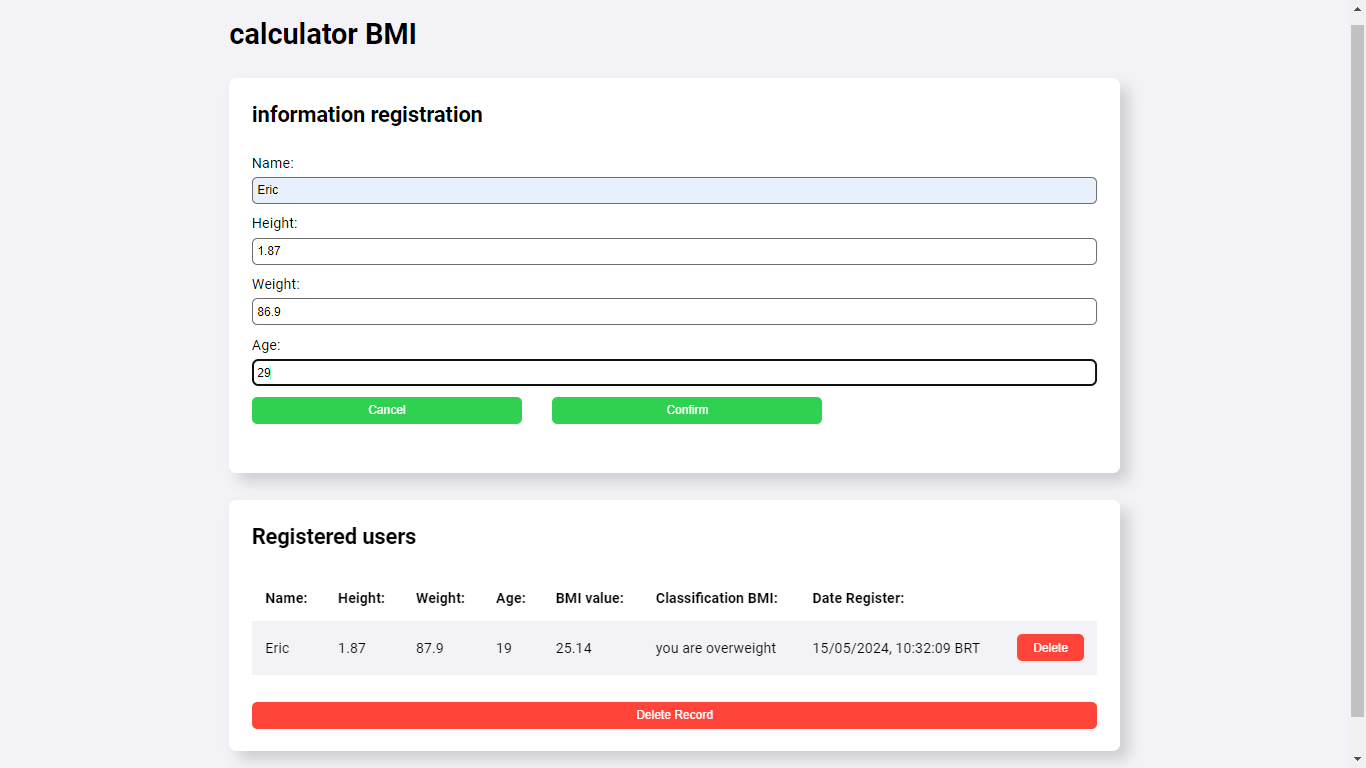 calculator BMI
information registration
Name:
Eric
Height:
1.87
Weight:
86.9
Age:
29
Cancel Confirm
Registered users
Name: Height: Weight: Age: BMI value: Classification BMI: Date Register:
Eric 1.87 87.9 19 25.14 you are overweight 15/05/2024, 10:32:09 BRT Delete
Delete Record